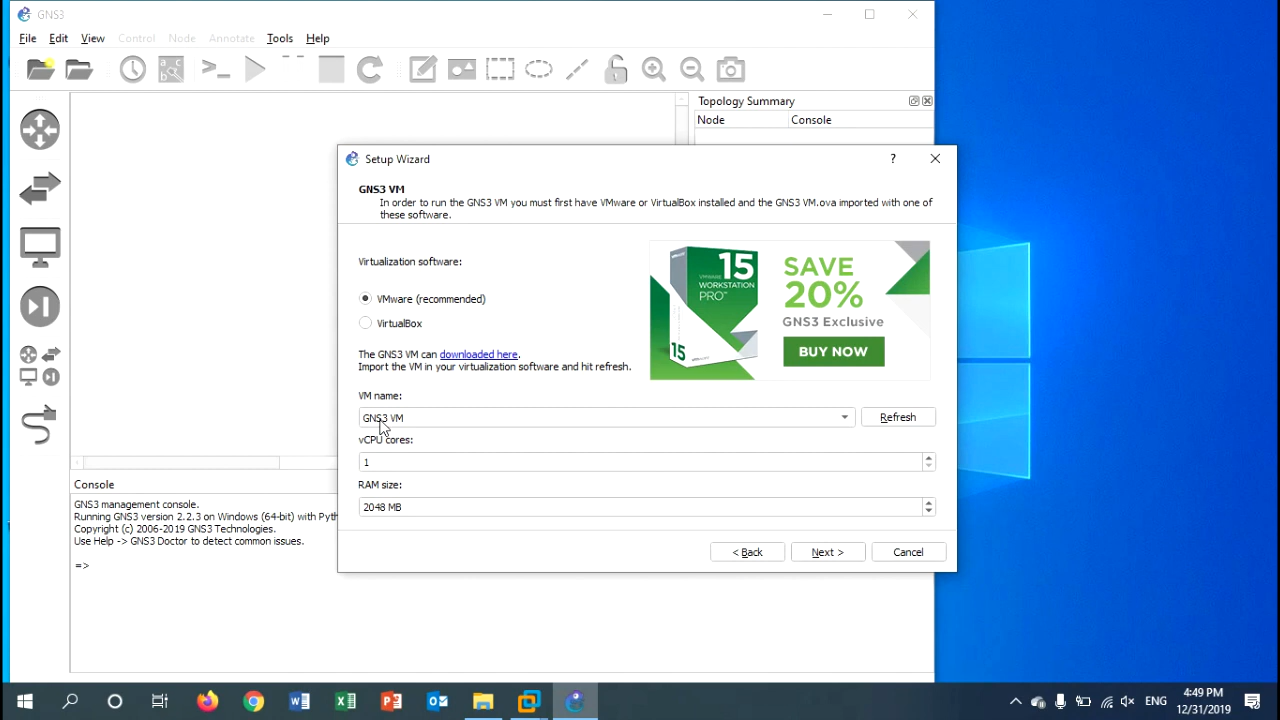 GNS3
File Edit View Control Node Annotate Tools Help
Topology Summary
Node Console
Setup Wizard
?
GNS3 VM
In order to run the GNS3 VM you must first have VMware or VirtualBox installed and the GNS3 VM.ova imported with one of
these software.
Virtualization software:
VMware (recommended)
VirtualBox
The GNS3 VM can downloaded here.
Import the VM in your virtualization software and hit refresh.
VMWARE 15
WORKSTATION
PRO™
15
SAVE
20%
GNS3 Exclusive
BUY NOW
VM name:
GNS3 VM
Refresh
vCPU cores:
1
RAM size:
2048 MB
< Back Next > Cancel
Console
GNS3 management console.
Running GNS3 version 2.2.3 on Windows (64-bit) with Pyth
Copyright (c) 2006-2019 GNS3 Technologies.
Use Help -> GNS3 Doctor to detect common issues.
=>
ENG
4:49 PM
12/31/2019